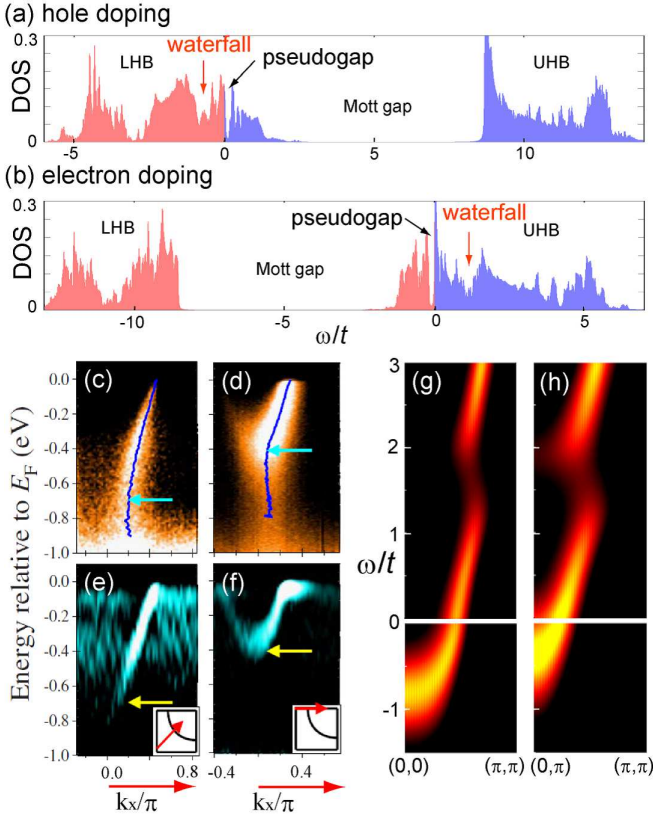 (a) hole doping
0.3
DOS
0
LHB
waterfall
pseudogap
Mott gap
UHB
-5 0 5 10
(b) electron doping
0.3
DOS
0
LHB
Mott gap
pseudogap
waterfall
UHB
-10 -5 0 5
ω/t
Energy relative to EF (eV)
(c)
0.0
-0.2
-0.4
-0.6
-0.8
-1.0
(d)
(e)
0.0
-0.2
-0.4
-0.6
-0.8
-1.0
0.0 0.8
kx/π
(f)
-0.4 0.4
kx/π
(g)
(h)
3
2
1
ω/t
0
-1
(0,0) (π,π)
(0,π) (π,π)